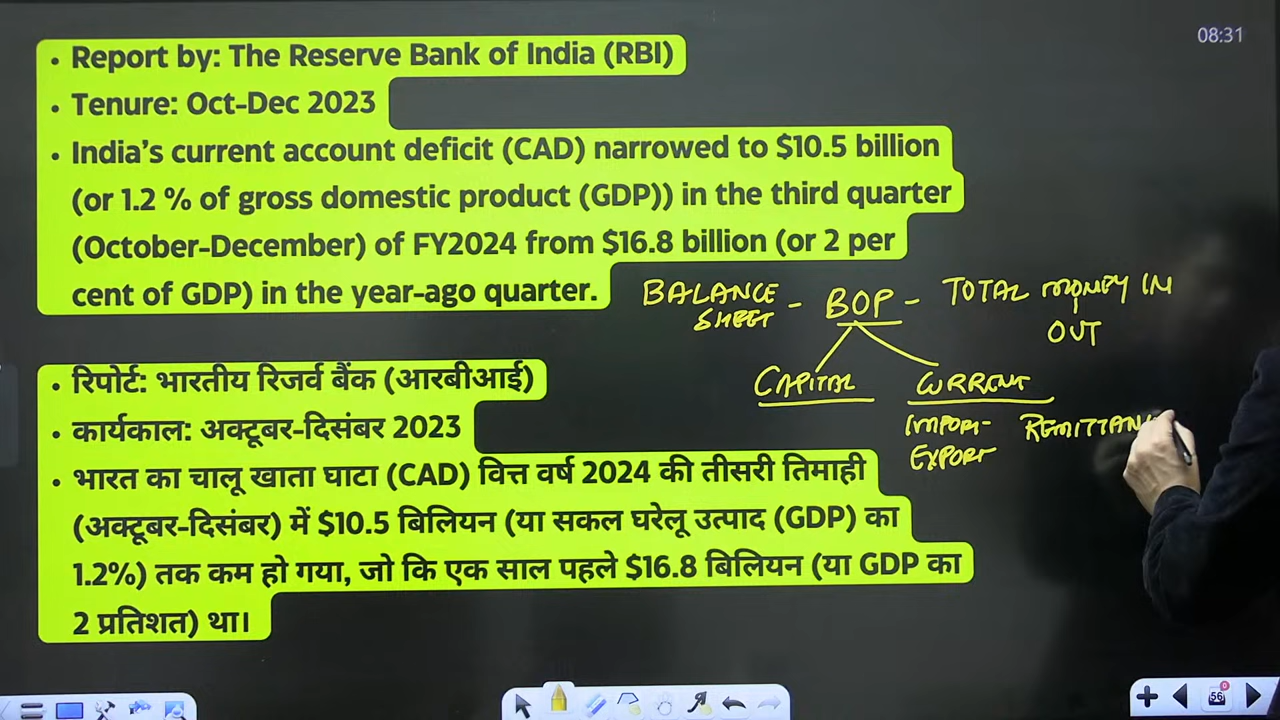 08:31
• Report by: The Reserve Bank of India (RBI)
• Tenure: Oct-Dec 2023
• India's current account deficit (CAD) narrowed to $10.5 billion
(or 1.2 % of gross domestic product (GDP)) in the third quarter
(October-December) of FY2024 from $16.8 billion (or 2 per
cent of GDP) in the year-ago quarter.
BALANCE SHEET - BOP - TOTAL MONEY IN
OUT
CAPITAL CURRENT
IMPORT- REMITTAN
EXPORT
• रिपोर्ट: भारतीय रिजर्व बैंक (आरबीआई)
• कार्यकाल: अक्टूबर-दिसंबर 2023
• भारत का चालू खाता घाटा (CAD) वित्त वर्ष 2024 की तीसरी तिमाही
(अक्टूबर-दिसंबर) में $10.5 बिलियन (या सकल घरेलू उत्पाद (GDP) का
1.2%) तक कम हो गया, जो कि एक साल पहले $16.8 बिलियन (या GDP का
2 प्रतिशत) था।
56
0